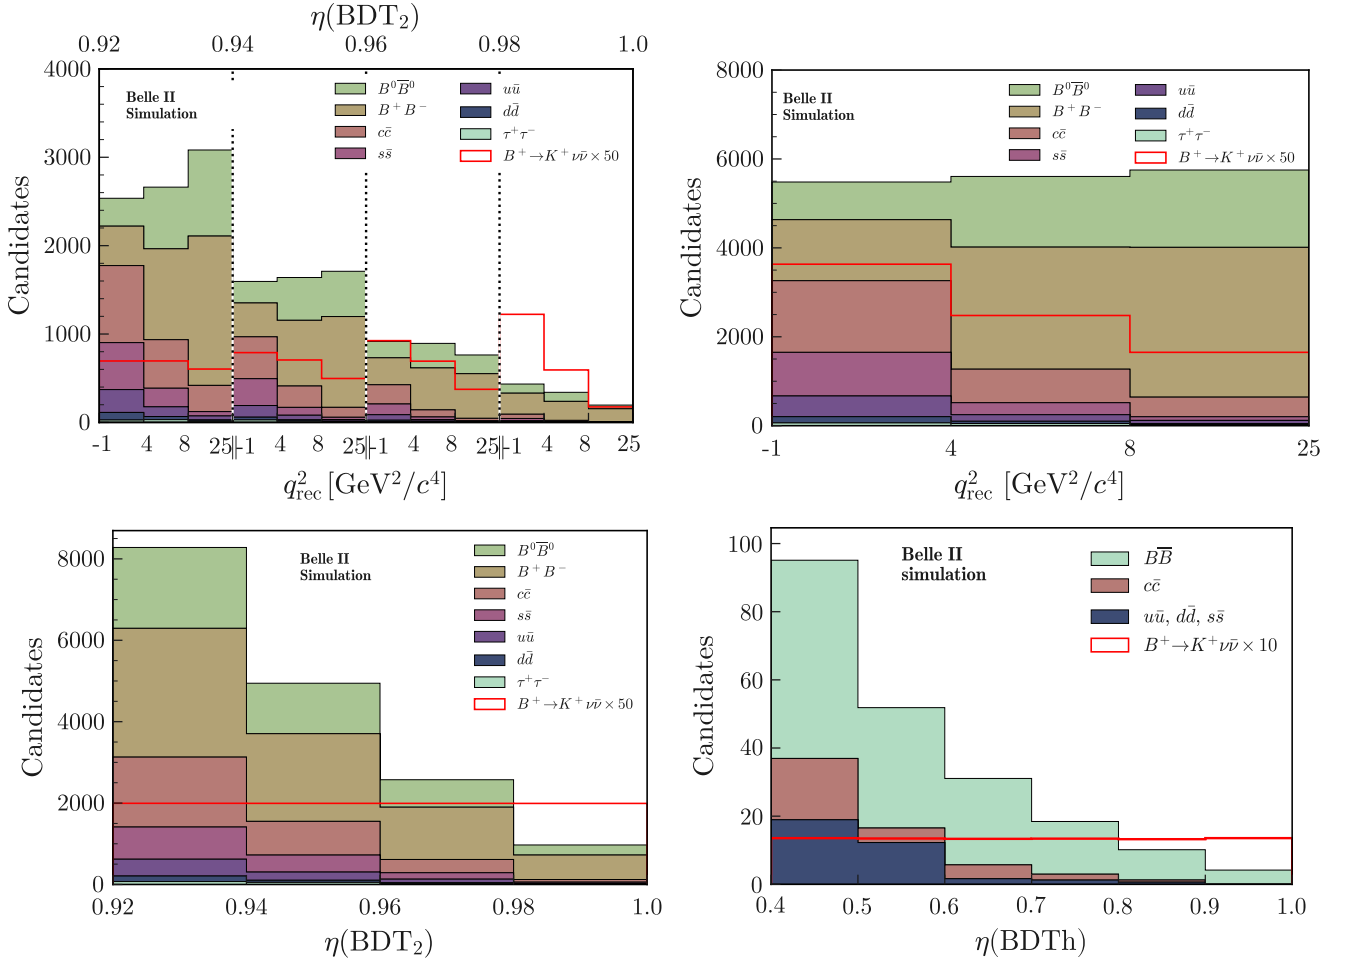 η(BDT₂)
0.92 0.94 0.96 0.98 1.0
4000
3000
2000
1000
0
Candidates
Belle II
Simulation
B⁰B̅⁰
B⁺B⁻
cc̄
ss̄
uū
dd̄
τ⁺τ⁻
B⁺→K⁺νν̄×50
-1 4 8 25||-1 4 8 25||-1 4 8 25||-1 4 8 25
q²rec [GeV²/c⁴]
8000
6000
4000
2000
0
Candidates
Belle II
Simulation
B⁰B̅⁰
B⁺B⁻
cc̄
ss̄
uū
dd̄
τ⁺τ⁻
B⁺→K⁺νν̄×50
-1 4 8 25
q²rec [GeV²/c⁴]
8000
6000
4000
2000
0
Candidates
Belle II
Simulation
B⁰B̅⁰
B⁺B⁻
cc̄
ss̄
uū
dd̄
τ⁺τ⁻
B⁺→K⁺νν̄×50
0.92 0.94 0.96 0.98 1.0
η(BDT₂)
100
80
60
40
20
0
Candidates
Belle II
simulation
BB̅
cc̄
uū, dd̄, ss̄
B⁺→K⁺νν̄×10
0.4 0.5 0.6 0.7 0.8 0.9 1.0
η(BDTh)